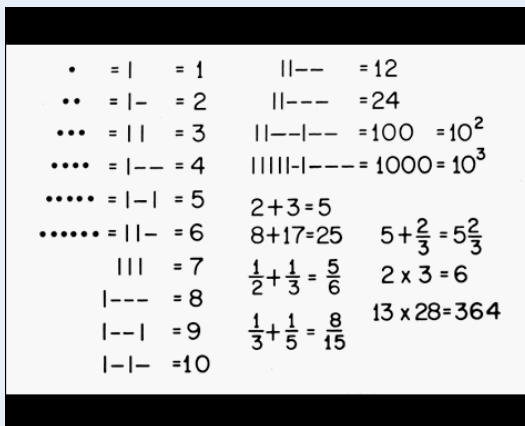 • = | = 1
•• = |- = 2
••• = || = 3
•••• = |-- = 4
••••• = |-| = 5
•••••• = ||- = 6
||| = 7
|--- = 8
|--| = 9
|-|- =10
||-- =12
||--- =24
||--|-- =100 =10²
|||||-|--- = 1000= 10³
2+3=5
8+17=25
1/2 + 1/3 = 5/6
1/3 + 1/5 = 8/15
5+2/3 = 5 2/3
2 x 3 = 6
13 x 28=364